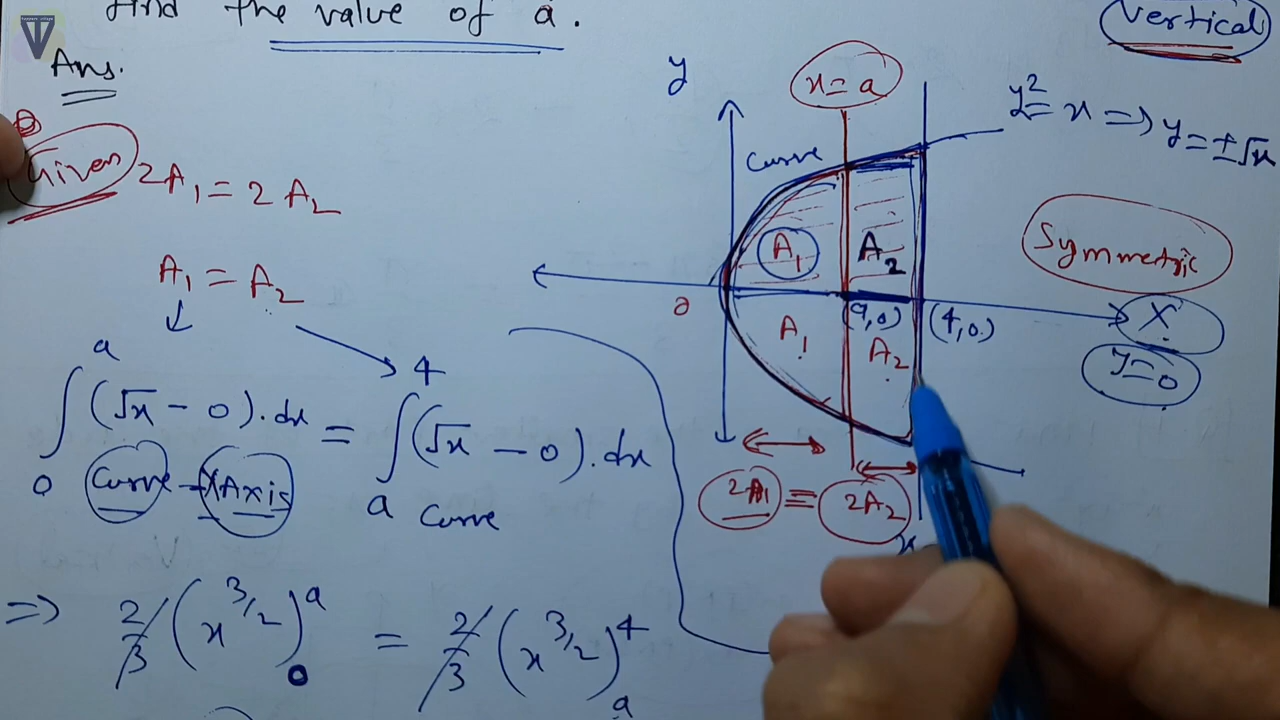 find the value of a.
Ans.
Given 2A₁ = 2A₂
A₁ = A₂
∫₀ᵃ (√x - 0).dx = ∫ₐ⁴ (√x - 0).dx
Curve - X Axis
Curve
=> 2/3 (x^3/2)₀ᵃ = 2/3 (x^3/2)ₐ⁴
Vertical
y
x = a
y² = x => y = ±√x
Curve
A₁ A₂
Symmetric
(a,0) (4,0)
X
y = 0
A₁ A₂
2A₁ = 2A₂
x